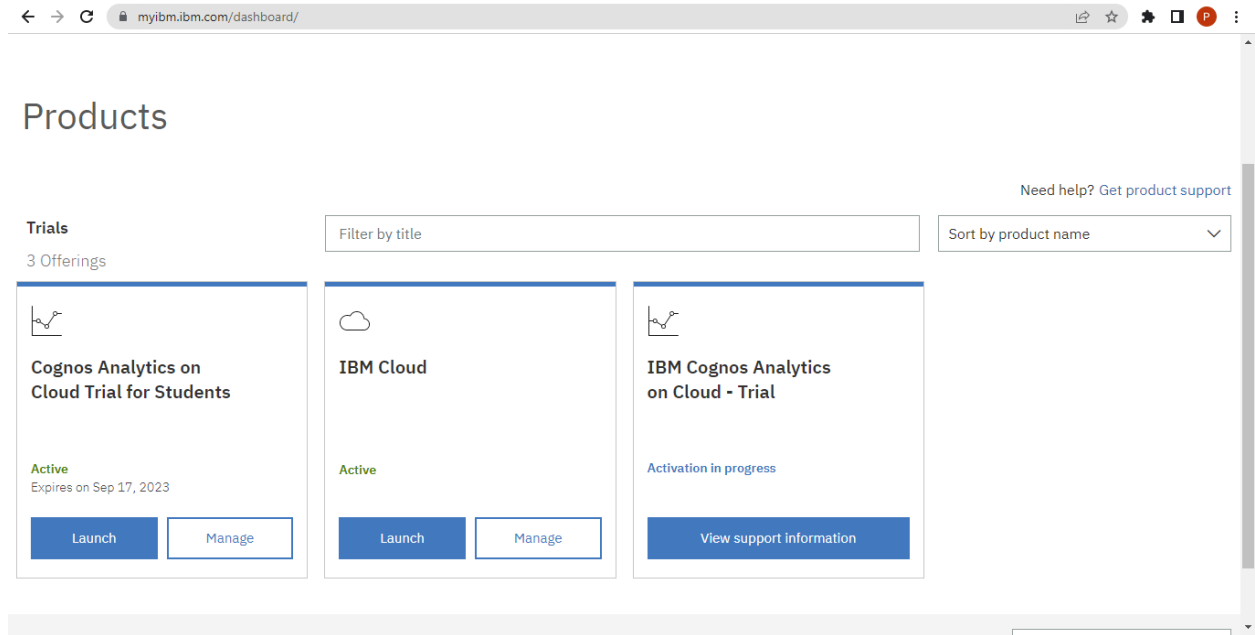 myibm.ibm.com/dashboard/
P
Products
Need help? Get product support
Trials
Filter by title
Sort by product name
3 Offerings
Cognos Analytics on
Cloud Trial for Students
Active
Expires on Sep 17, 2023
Launch
Manage
IBM Cloud
Active
Launch
Manage
IBM Cognos Analytics
on Cloud - Trial
Activation in progress
View support information